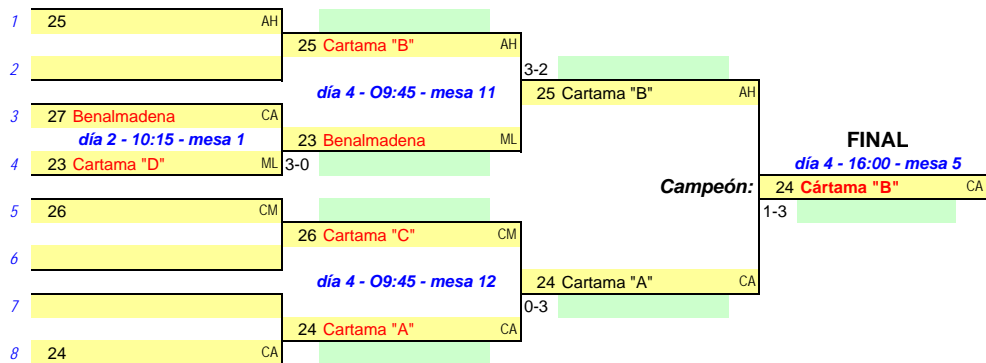 1 25 AH
25 Cartama "B" AH
2
3-2
día 4 - O9:45 - mesa 11
25 Cartama "B" AH
3 27 Benalmadena CA
día 2 - 10:15 - mesa 1
23 Benalmadena ML
FINAL
4 23 Cartama "D" ML 3-0
día 4 - 16:00 - mesa 5
Campeón: 24 Cártama "B" CA
5 26 CM
1-3
26 Cartama "C" CM
6
día 4 - O9:45 - mesa 12
24 Cartama "A" CA
7
0-3
24 Cartama "A" CA
8 24 CA